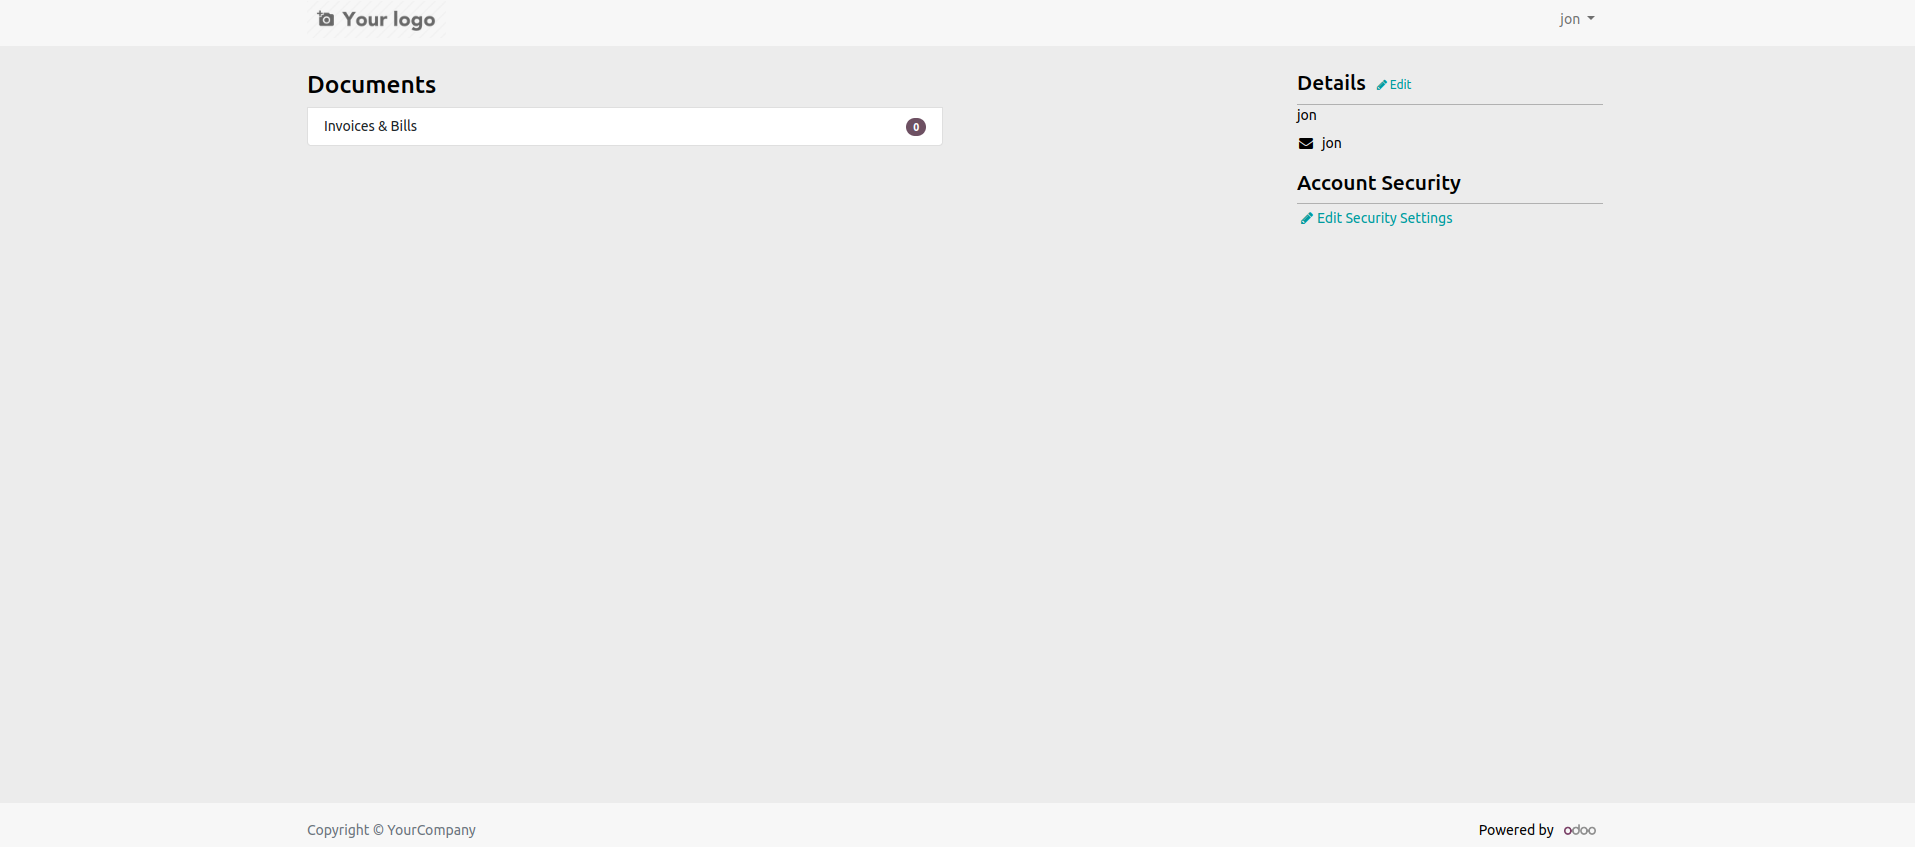 Your logo
jon
Documents
Invoices & Bills
0
Details
Edit
jon
jon
Account Security
Edit Security Settings
Copyright © YourCompany
Powered by odoo